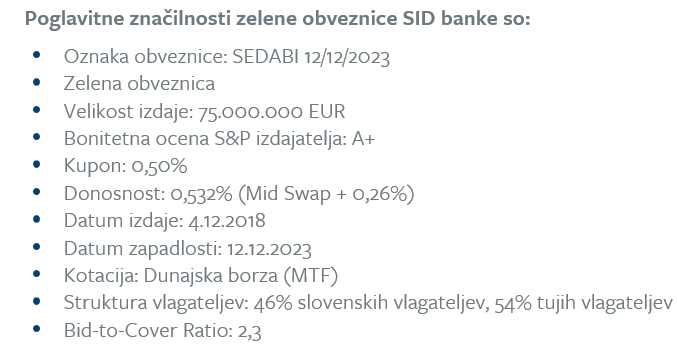 Poglavitne značilnosti zelene obveznice SID banke so:
• Oznaka obveznice: SEDABI 12/12/2023
• Zelena obveznica
• Velikost izdaje: 75.000.000 EUR
• Bonitetna ocena S&P izdajatelja: A+
• Kupon: 0,50%
• Donosnost: 0,532% (Mid Swap + 0,26%)
• Datum izdaje: 4.12.2018
• Datum zapadlosti: 12.12.2023
• Kotacija: Dunajska borza (MTF)
• Struktura vlagateljev: 46% slovenskih vlagateljev, 54% tujih vlagateljev
• Bid-to-Cover Ratio: 2,3